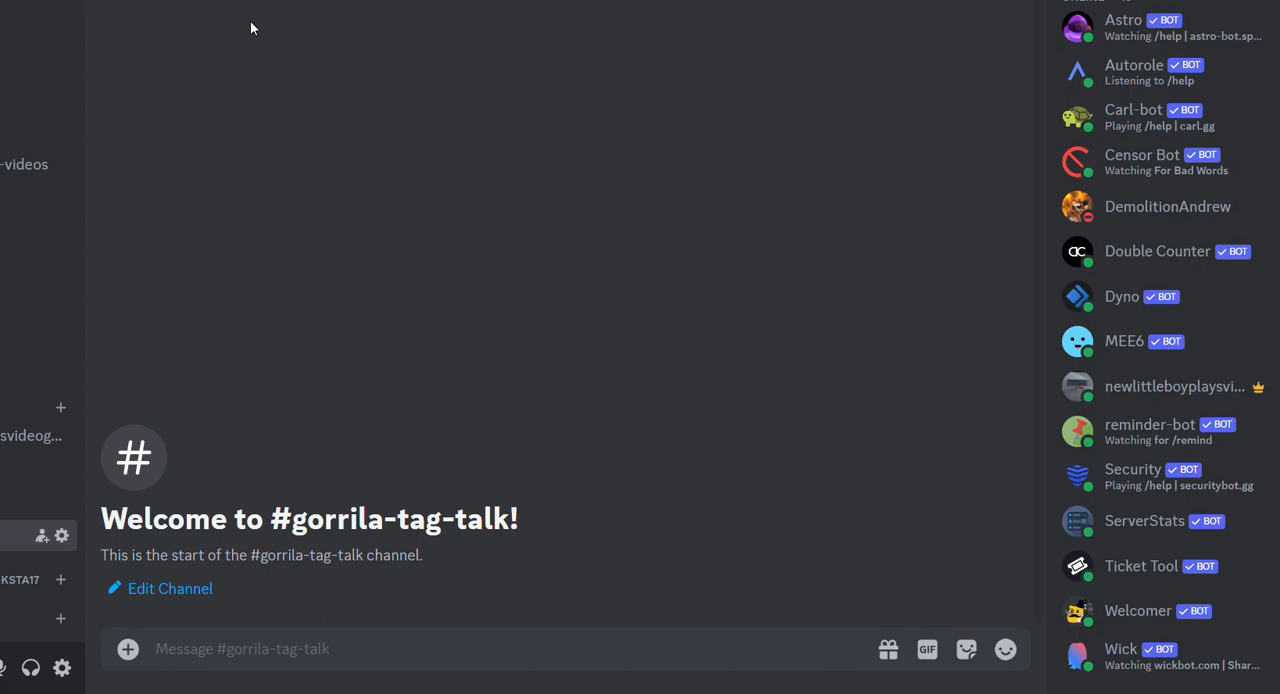 -videos
svideog...
KSTA17
#
Welcome to #gorrila-tag-talk!
This is the start of the #gorrila-tag-talk channel.
Edit Channel
Message #gorrila-tag-talk
GIF
Astro BOT
Watching /help | astro-bot.sp...
Autorole BOT
Listening to /help
Carl-bot BOT
Playing /help | carl.gg
Censor Bot BOT
Watching For Bad Words
DemolitionAndrew
Double Counter BOT
Dyno BOT
MEE6 BOT
newlittleboyplaysvi...
reminder-bot BOT
Watching for /remind
Security BOT
Playing /help | securitybot.gg
ServerStats BOT
Ticket Tool BOT
Welcomer BOT
Wick BOT
Watching wickbot.com | Shar...